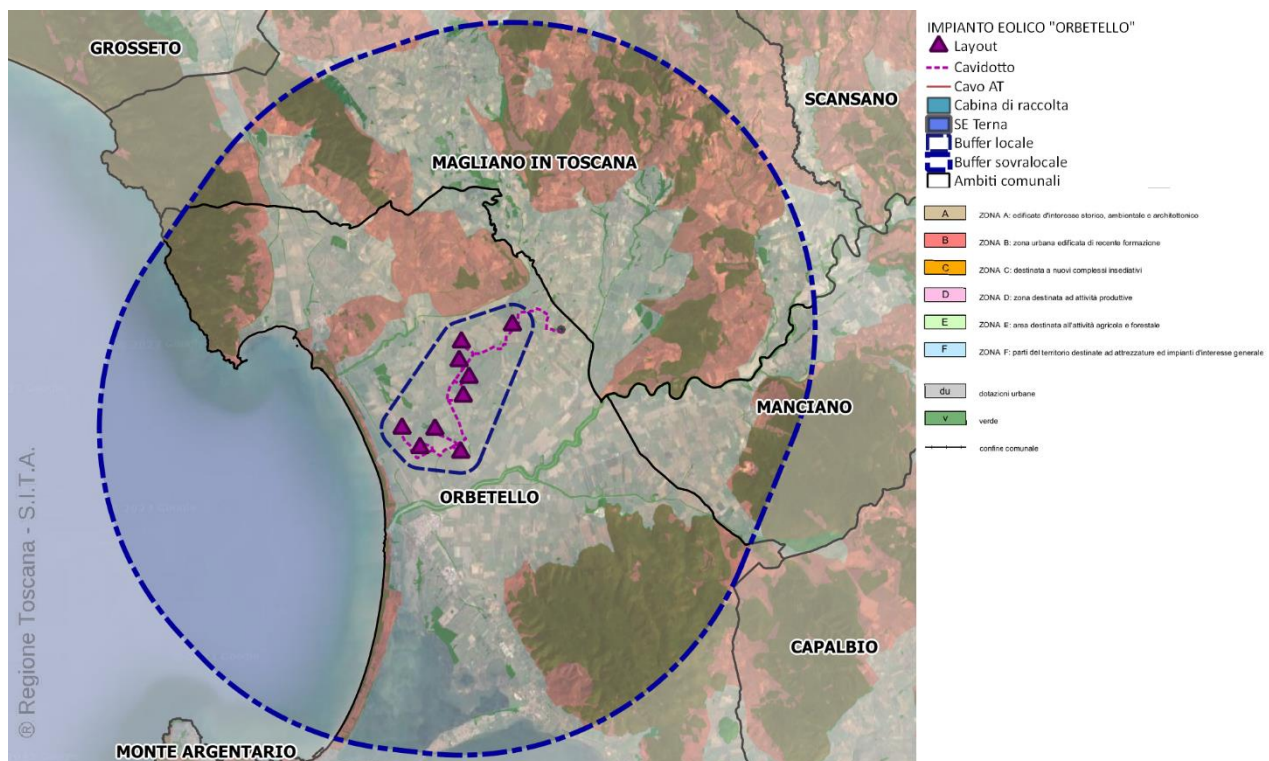 GROSSETO
SCANSANO
MAGLIANO IN TOSCANA
MANCIANO
ORBETELLO
CAPALBIO
MONTE ARGENTARIO
® Regione Toscana - S.I.T.A.
IMPIANTO EOLICO "ORBETELLO"
Layout
Cavidotto
Cavo AT
Cabina di raccolta
SE Terna
Buffer locale
Buffer sovralocale
Ambiti comunali
A ZONA A: edificato d'interesse storico, ambientale e architettonico
B ZONA B: zona urbana edificata di recente formazione
C ZONA C: destinata a nuovi complessi insediativi
D ZONA D: zona destinata ad attività produttive
E ZONA E: area destinata all'attività agricola e forestale
F ZONA F: parti del territorio destinate ad attrezzature ed impianti d'interesse generale
du dotazioni urbane
v verde
confine comunale